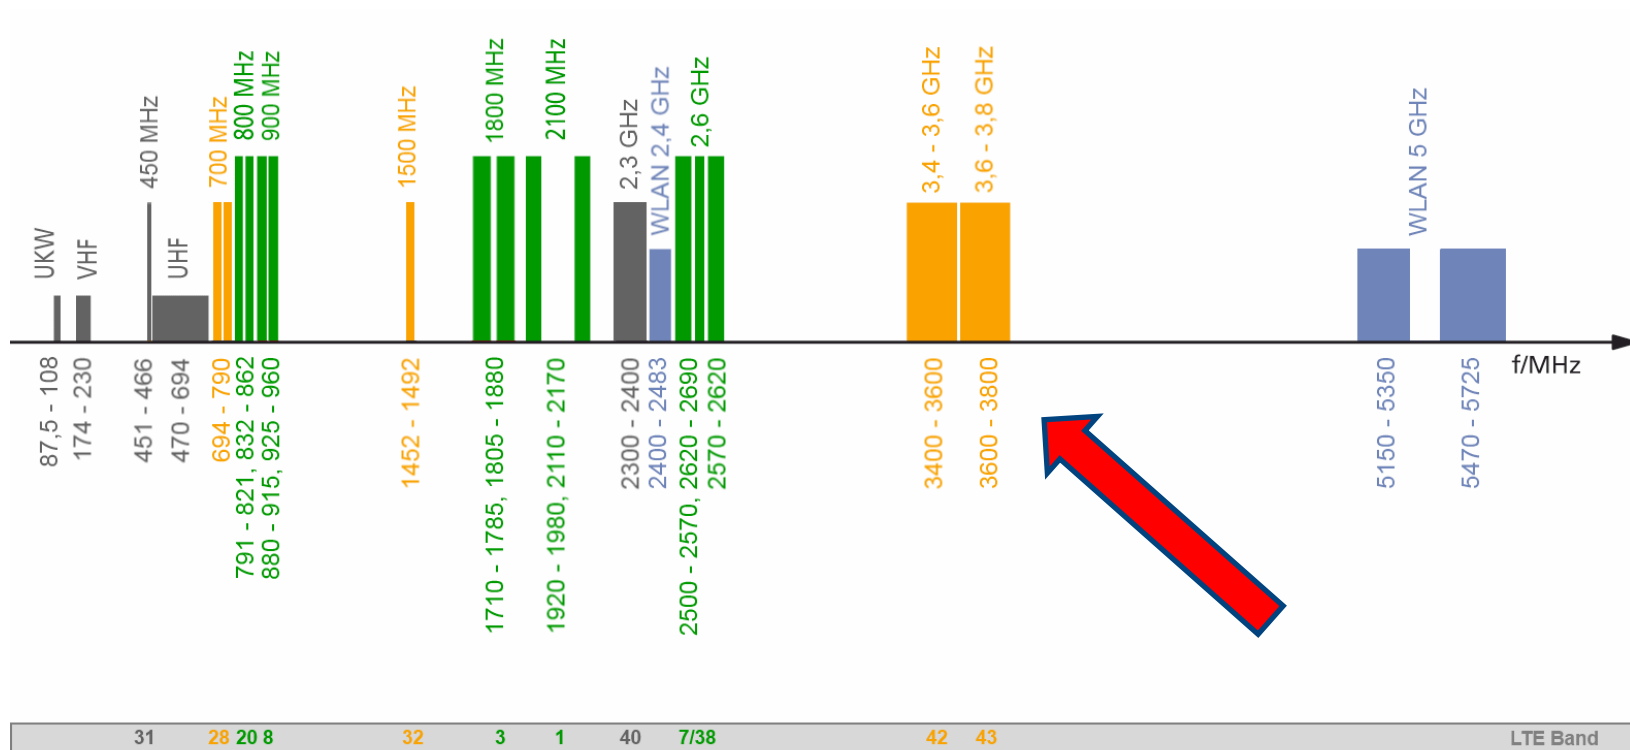 UKW
VHF
450 MHz
UHF
700 MHz
800 MHz
900 MHz
1500 MHz
1800 MHz
2100 MHz
2,3 GHz
WLAN 2,4 GHz
2,6 GHz
3,4 - 3,6 GHz
3,6 - 3,8 GHz
WLAN 5 GHz
87,5 - 108
174 - 230
451 - 466
470 - 694
694 - 790
791 - 821, 832 - 862
880 - 915, 925 - 960
1452 - 1492
1710 - 1785, 1805 - 1880
1920 - 1980, 2110 - 2170
2300 - 2400
2400 - 2483
2500 - 2570, 2620 - 2690
2570 - 2620
3400 - 3600
3600 - 3800
5150 - 5350
5470 - 5725
f/MHz
31 28 20 8 32 3 1 40 7/38 42 43 LTE Band